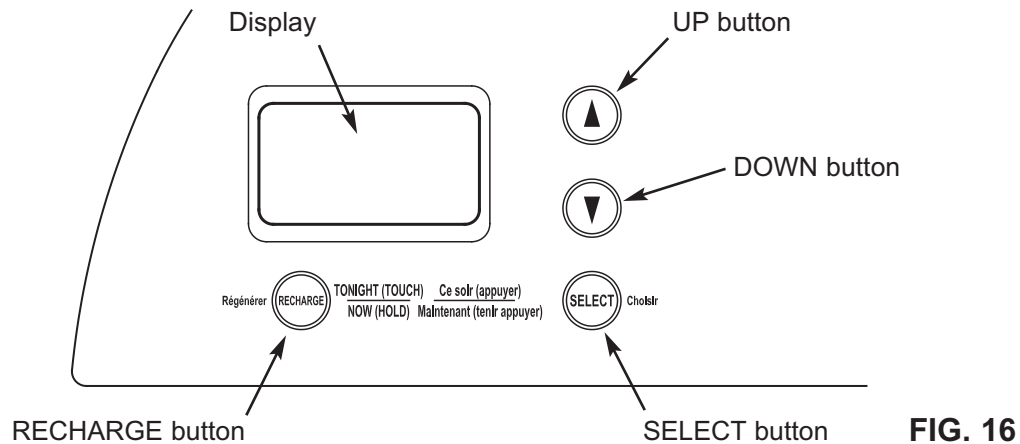 Display
UP button
DOWN button
Régénérer
RECHARGE
TONIGHT (TOUCH)
NOW (HOLD)
Ce soir (appuyer)
Maintenant (tenir appuyer)
SELECT
Choisir
RECHARGE button
SELECT button
FIG. 16